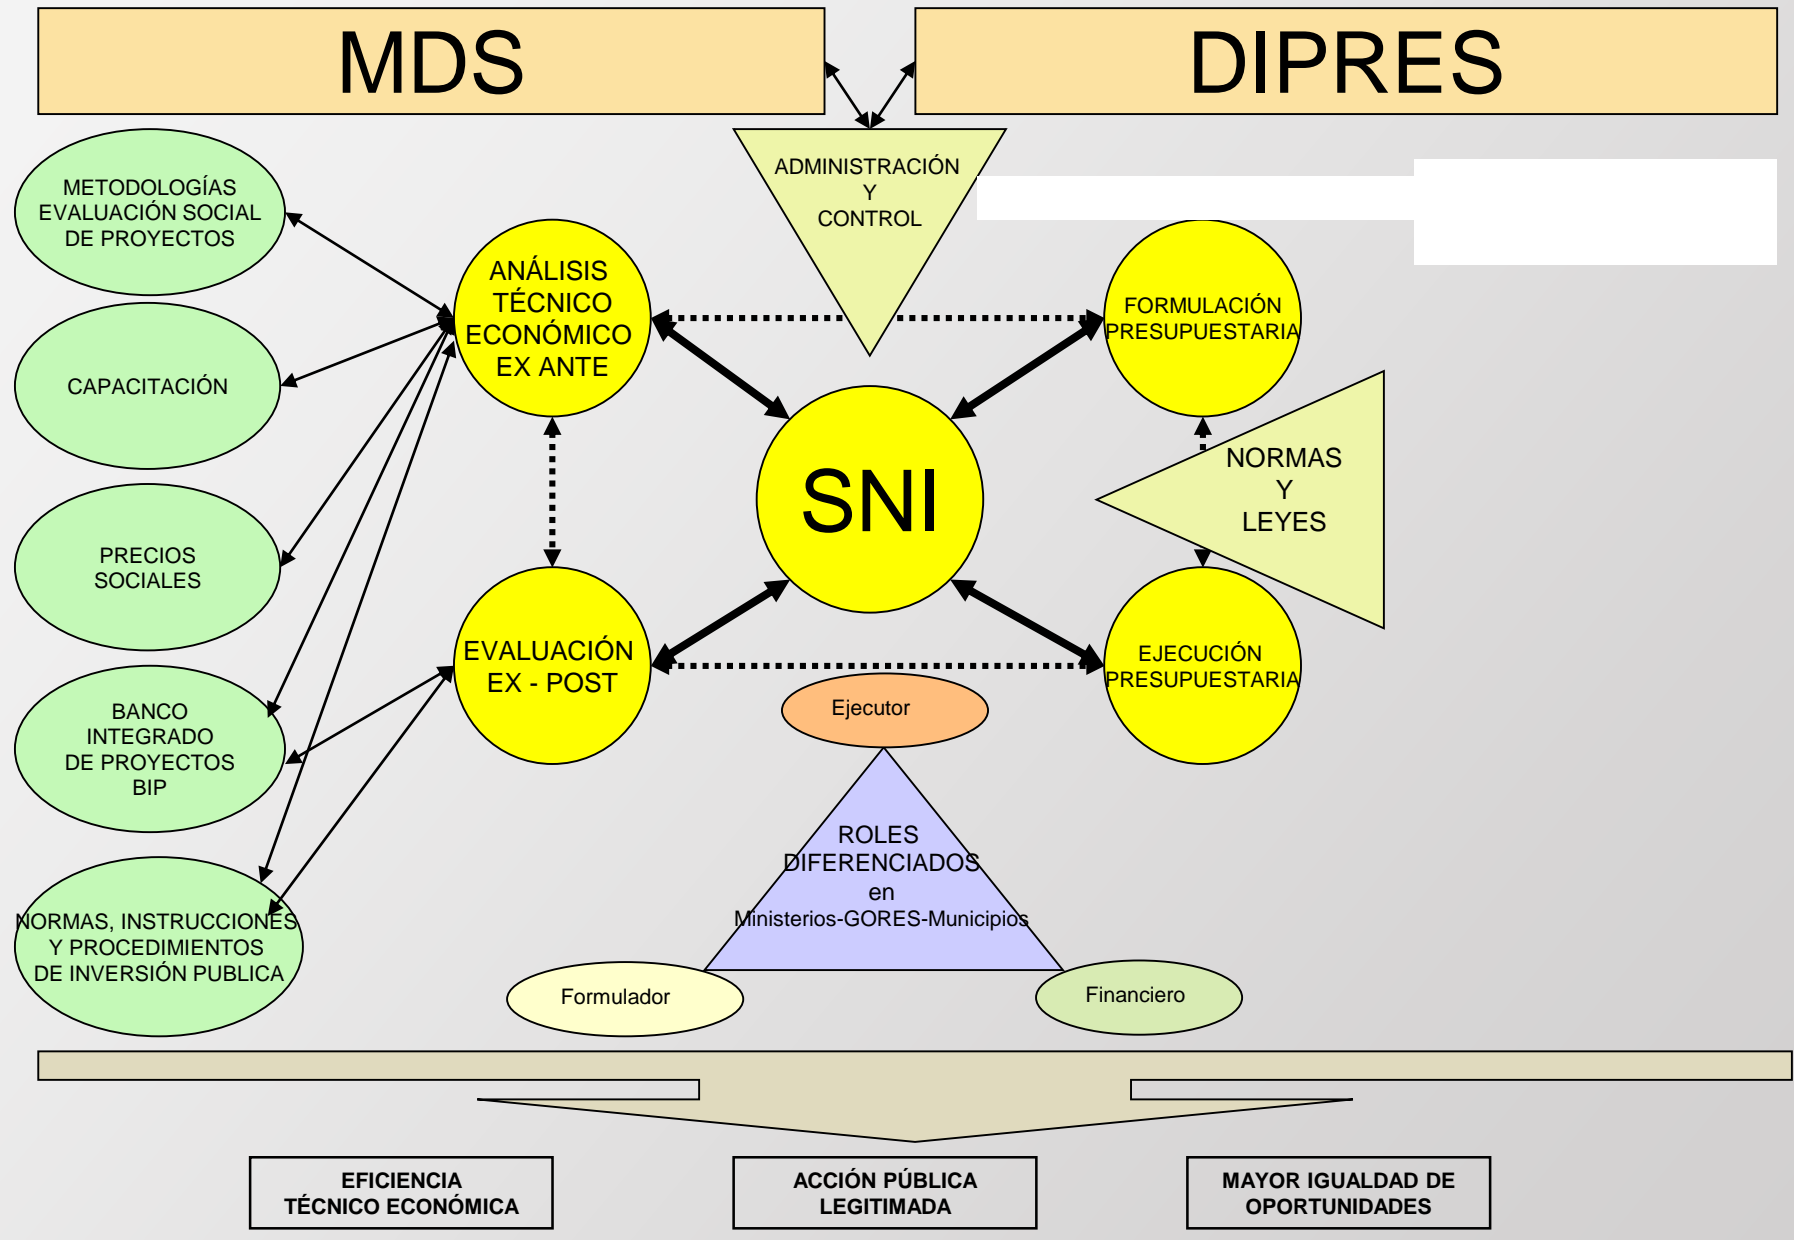 MDS
DIPRES
METODOLOGÍAS
EVALUACIÓN SOCIAL
DE PROYECTOS
CAPACITACIÓN
PRECIOS
SOCIALES
BANCO
INTEGRADO
DE PROYECTOS
BIP
NORMAS, INSTRUCCIONES
Y PROCEDIMIENTOS
DE INVERSIÓN PUBLICA
ANÁLISIS
TÉCNICO
ECONÓMICO
EX ANTE
EVALUACIÓN
EX - POST
ADMINISTRACIÓN
Y
CONTROL
SNI
FORMULACIÓN
PRESUPUESTARIA
NORMAS
Y
LEYES
EJECUCIÓN
PRESUPUESTARIA
Ejecutor
ROLES
DIFERENCIADOS
en
Ministerios-GORES-Municipios
Formulador
Financiero
EFICIENCIA
TÉCNICO ECONÓMICA
ACCIÓN PÚBLICA
LEGITIMADA
MAYOR IGUALDAD DE
OPORTUNIDADES